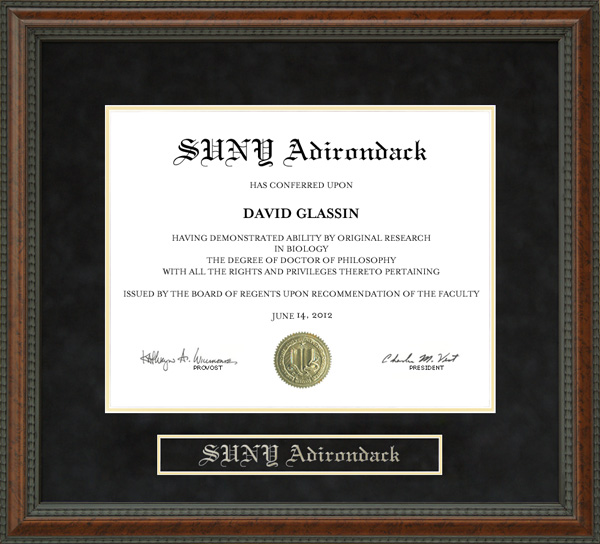 SUNY Adirondack
HAS CONFERRED UPON
DAVID GLASSIN
HAVING DEMONSTRATED ABILITY BY ORIGINAL RESEARCH
IN BIOLOGY
THE DEGREE OF DOCTOR OF PHILOSOPHY
WITH ALL THE RIGHTS AND PRIVILEGES THERETO PERTAINING
ISSUED BY THE BOARD OF REGENTS UPON RECOMMENDATION OF THE FACULTY
JUNE 14, 2012
PROVOST
Charles M. Vest
PRESIDENT
SUNY Adirondack